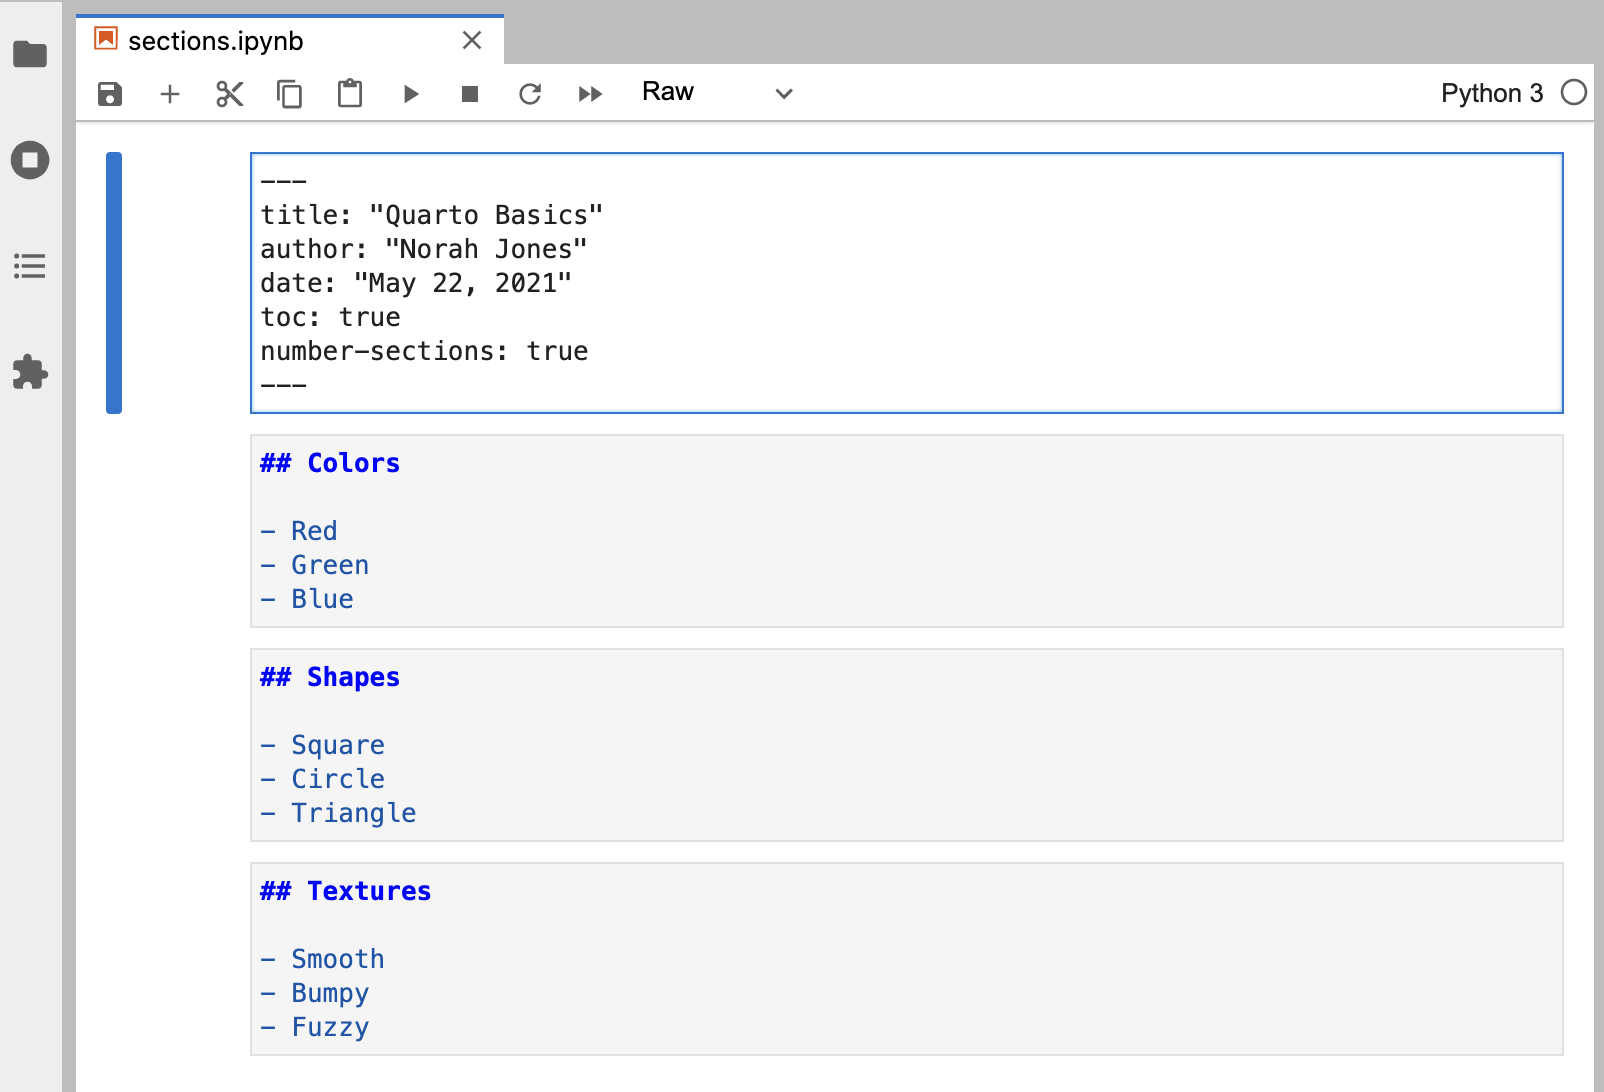 sections.ipynb
Raw
Python 3
---
title: "Quarto Basics"
author: "Norah Jones"
date: "May 22, 2021"
toc: true
number-sections: true
---
## Colors
- Red
- Green
- Blue
## Shapes
- Square
- Circle
- Triangle
## Textures
- Smooth
- Bumpy
- Fuzzy